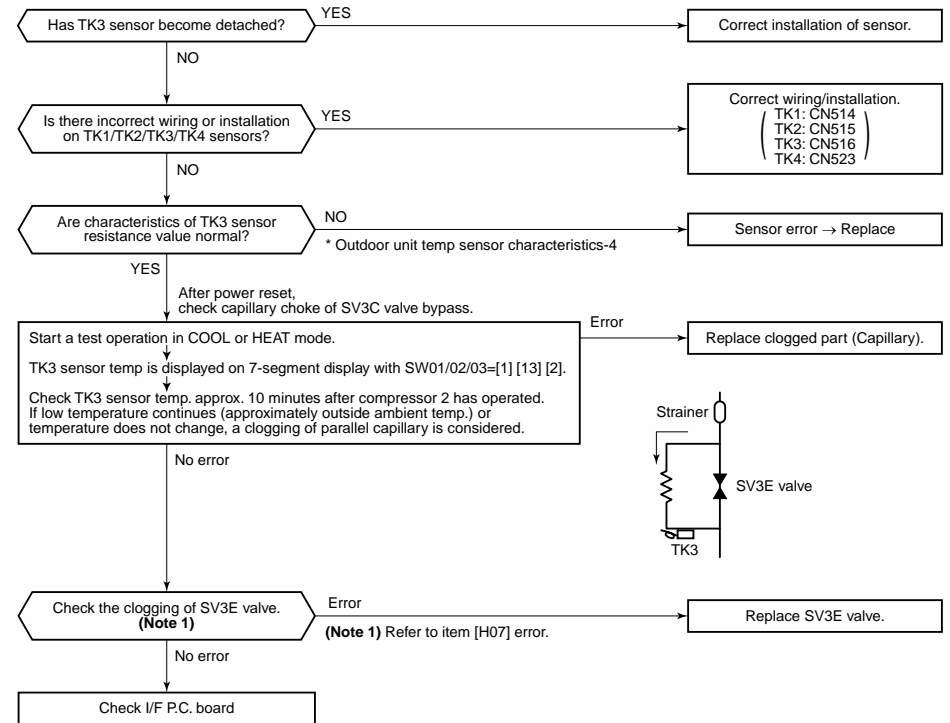 Has TK3 sensor become detached?
YES
Correct installation of sensor.
NO
Is there incorrect wiring or installation
on TK1/TK2/TK3/TK4 sensors?
YES
Correct wiring/installation.
TK1: CN514
TK2: CN515
TK3: CN516
TK4: CN523
NO
Are characteristics of TK3 sensor
resistance value normal?
NO
* Outdoor unit temp sensor characteristics-4
Sensor error → Replace
YES
After power reset,
check capillary choke of SV3C valve bypass.
Start a test operation in COOL or HEAT mode.
TK3 sensor temp is displayed on 7-segment display with SW01/02/03=[1] [13] [2].
Check TK3 sensor temp. approx. 10 minutes after compressor 2 has operated.
If low temperature continues (approximately outside ambient temp.) or
temperature does not change, a clogging of parallel capillary is considered.
Error
Replace clogged part (Capillary).
Strainer
SV3E valve
TK3
No error
Check the clogging of SV3E valve.
(Note 1)
Error
(Note 1) Refer to item [H07] error.
Replace SV3E valve.
No error
Check I/F P.C. board